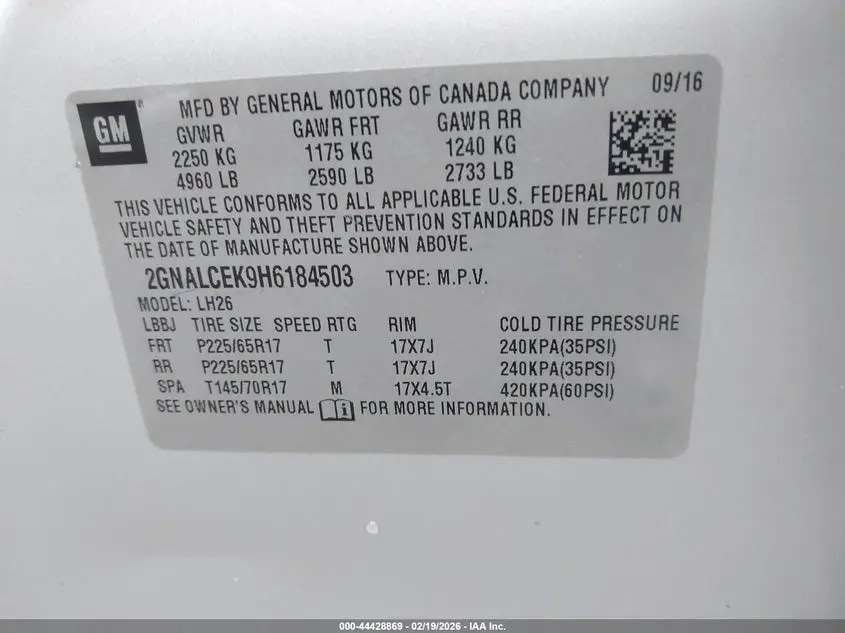 GM
MFD BY GENERAL MOTORS OF CANADA COMPANY 09/16
GVWR GAWR FRT GAWR RR
2250 KG 1175 KG 1240 KG
4960 LB 2590 LB 2733 LB
THIS VEHICLE CONFORMS TO ALL APPLICABLE U.S. FEDERAL MOTOR
VEHICLE SAFETY AND THEFT PREVENTION STANDARDS IN EFFECT ON
THE DATE OF MANUFACTURE SHOWN ABOVE.
2GNALCEK9H6184503 TYPE: M.P.V.
MODEL: LH26
LBBJ TIRE SIZE SPEED RTG RIM COLD TIRE PRESSURE
FRT P225/65R17 T 17X7J 240KPA(35PSI)
RR P225/65R17 T 17X7J 240KPA(35PSI)
SPA T145/70R17 M 17X4.5T 420KPA(60PSI)
SEE OWNER'S MANUAL FOR MORE INFORMATION.
000-44428869 - 02/19/2026 - IAA Inc.